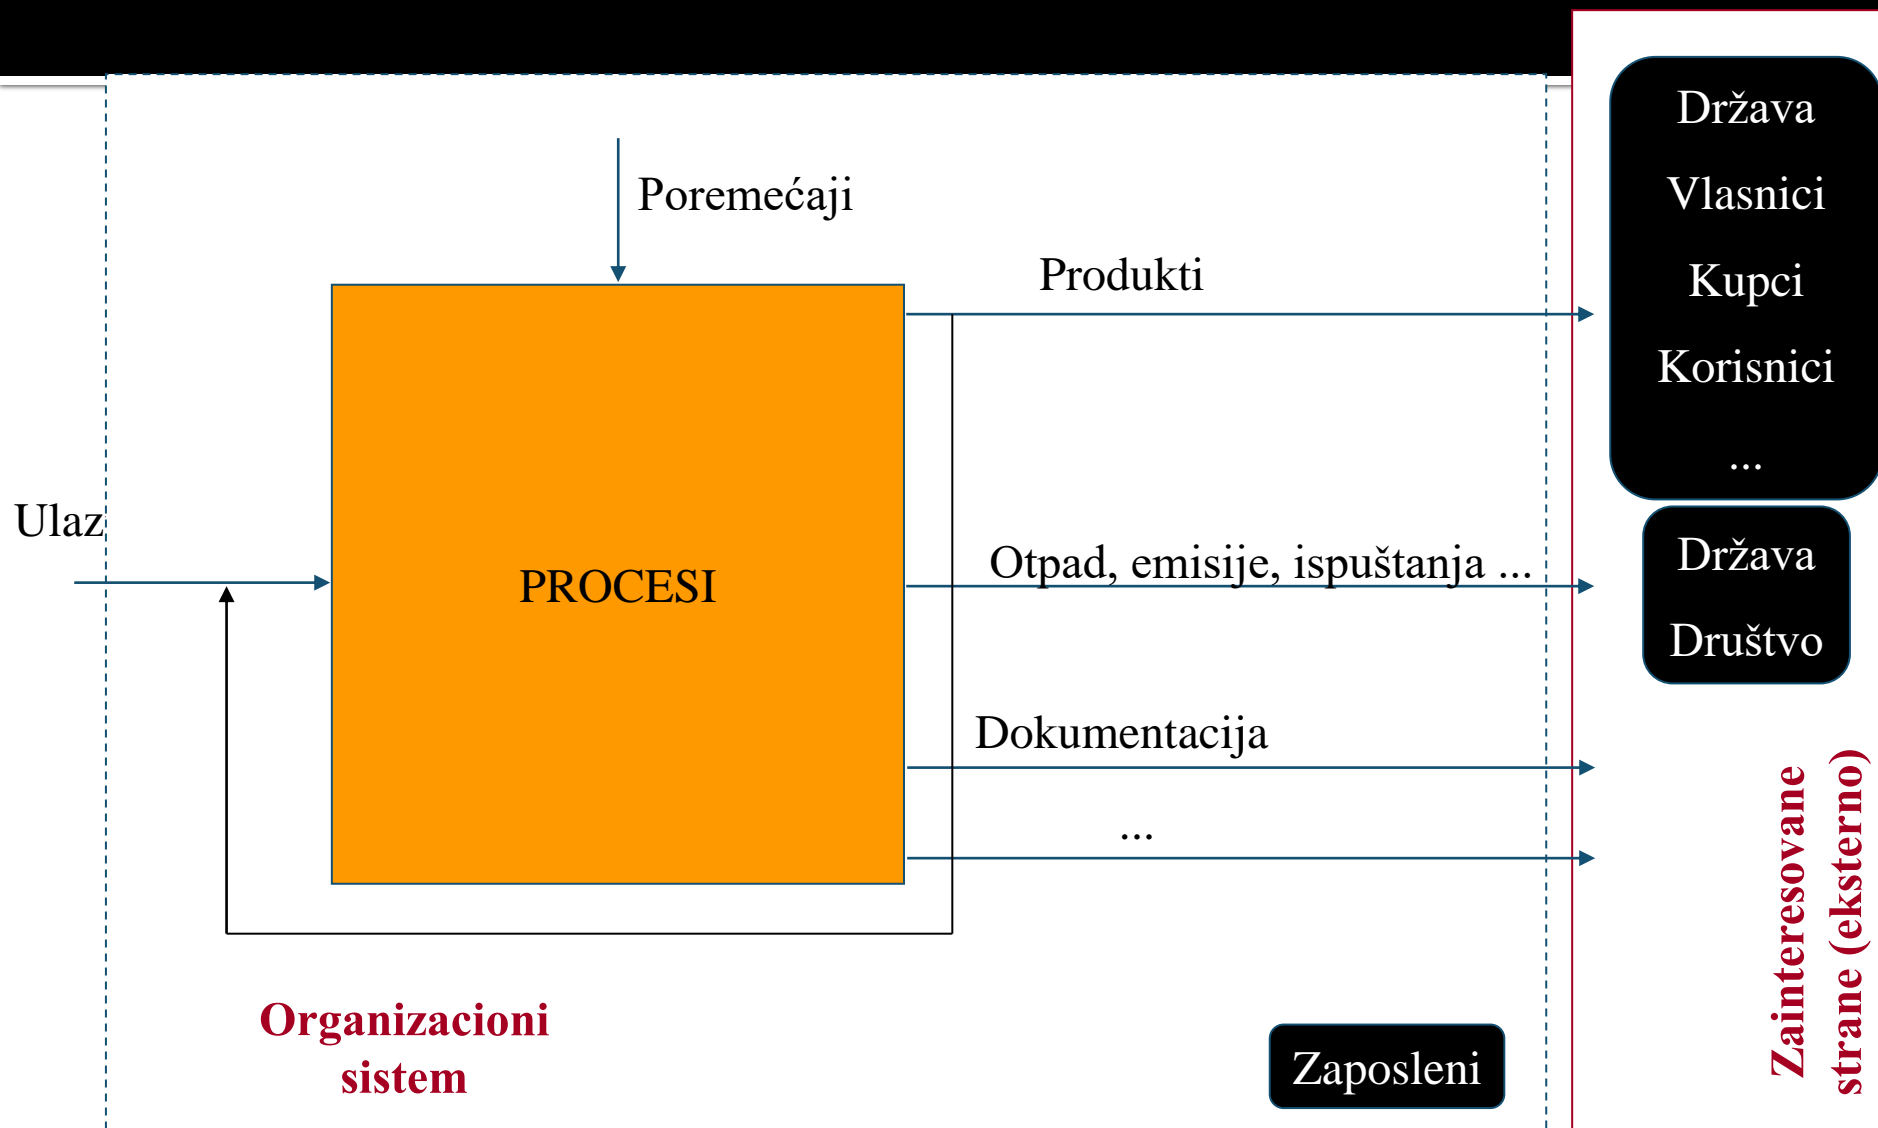 Poremećaji
Produkti
Ulaz
PROCESI
Otpad, emisije, ispuštanja ...
Dokumentacija
...
Organizacioni
sistem
Zaposleni
Država
Vlasnici
Kupci
Korisnici
...
Država
Društvo
Zainteresovane
strane (eksterno)